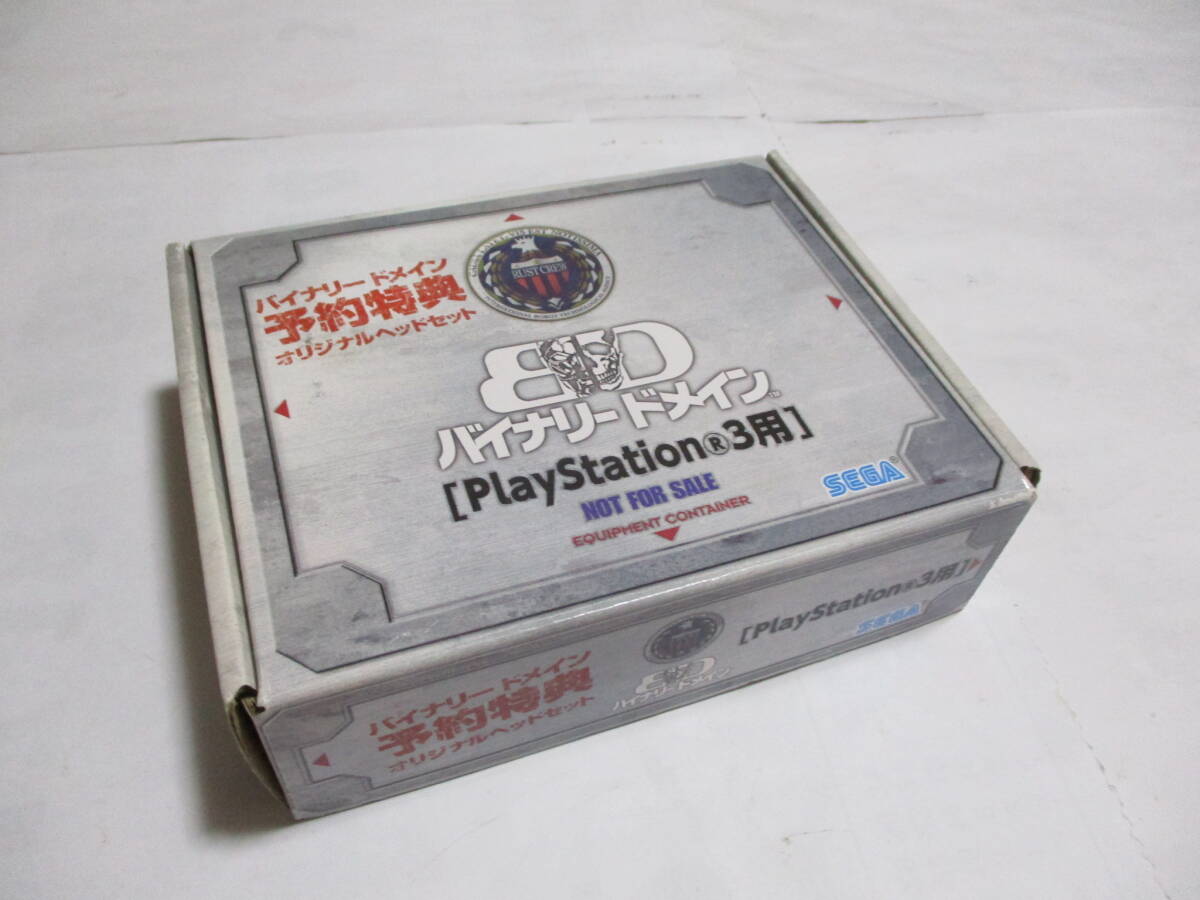 バイナリー ドメイン
予約特典
オリジナルヘッドセット
RUST CREW
BD
バイナリー ドメイン™
[PlayStation®3用]
NOT FOR SALE
EQUIPMENT CONTAINER
SEGA®
バイナリー ドメイン
予約特典
オリジナルヘッドセット
BD
バイナリー ドメイン
[PlayStation®3用]
SEGA